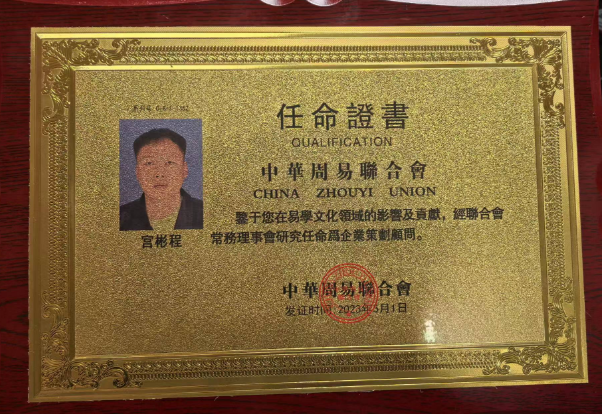 任命證書
QUALIFICATION
中華周易聯合會
CHINA ZHOUYI UNION
鑒于您在易學文化領域的影響及貢獻，經聯合會
常務理事會研究任命爲企業策劃顧問。
宮彬程
中華周易聯合會
发证时间：2023年5月1日